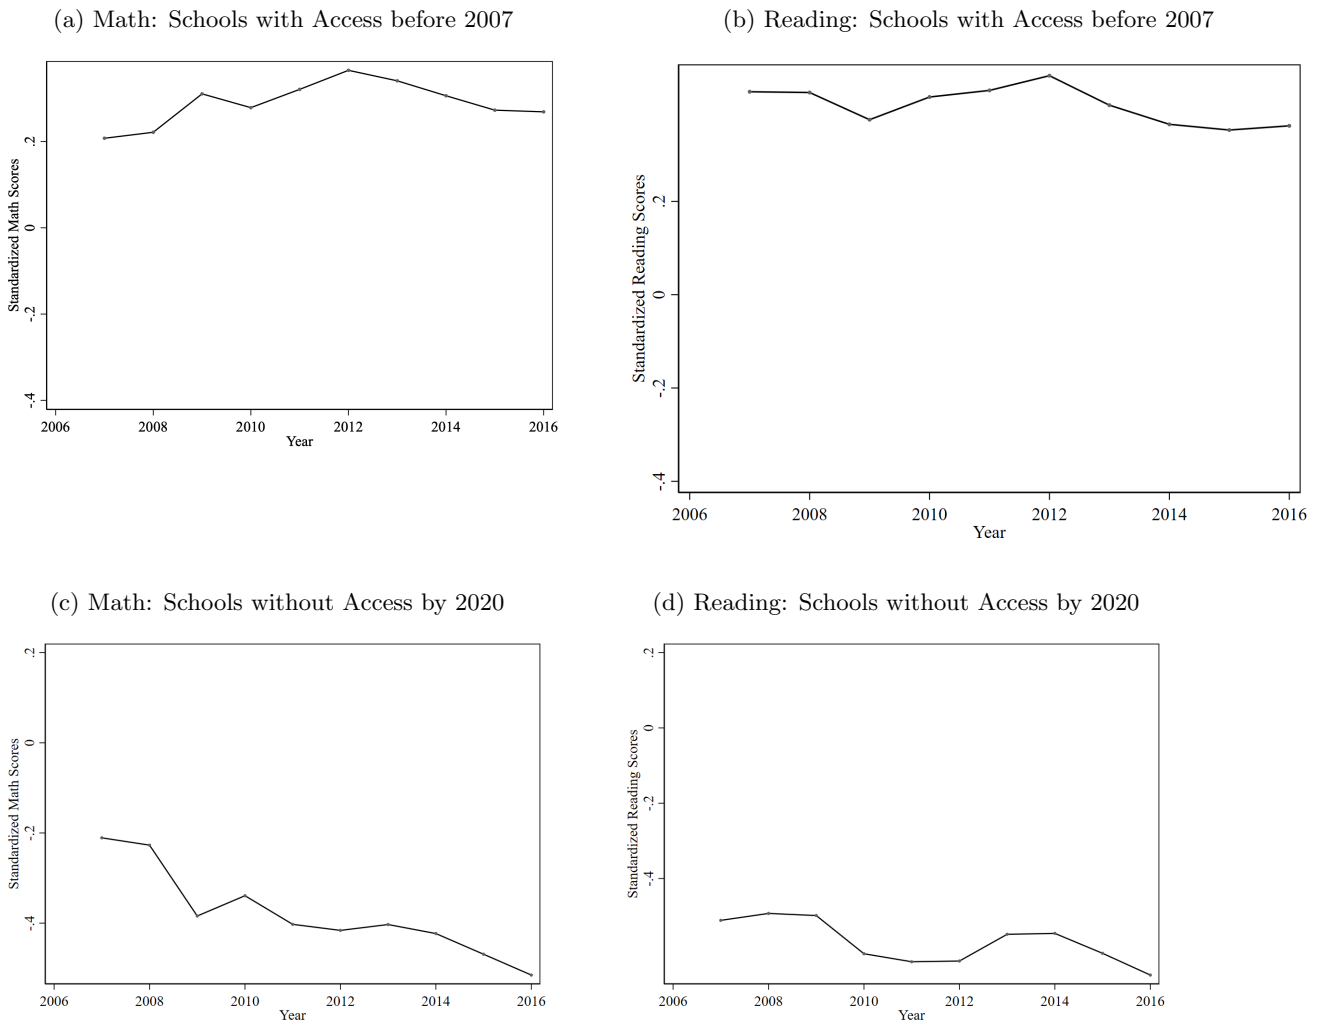 (a) Math: Schools with Access before 2007
.2
0
-.2
-.4
Standardized Math Scores
2006 2008 2010 2012 2014 2016
Year
(b) Reading: Schools with Access before 2007
.2
0
-.2
-.4
Standardized Reading Scores
2006 2008 2010 2012 2014 2016
Year
(c) Math: Schools without Access by 2020
.2
0
-.2
-.4
Standardized Math Scores
2006 2008 2010 2012 2014 2016
Year
(d) Reading: Schools without Access by 2020
.2
0
-.2
-.4
Standardized Reading Scores
2006 2008 2010 2012 2014 2016
Year